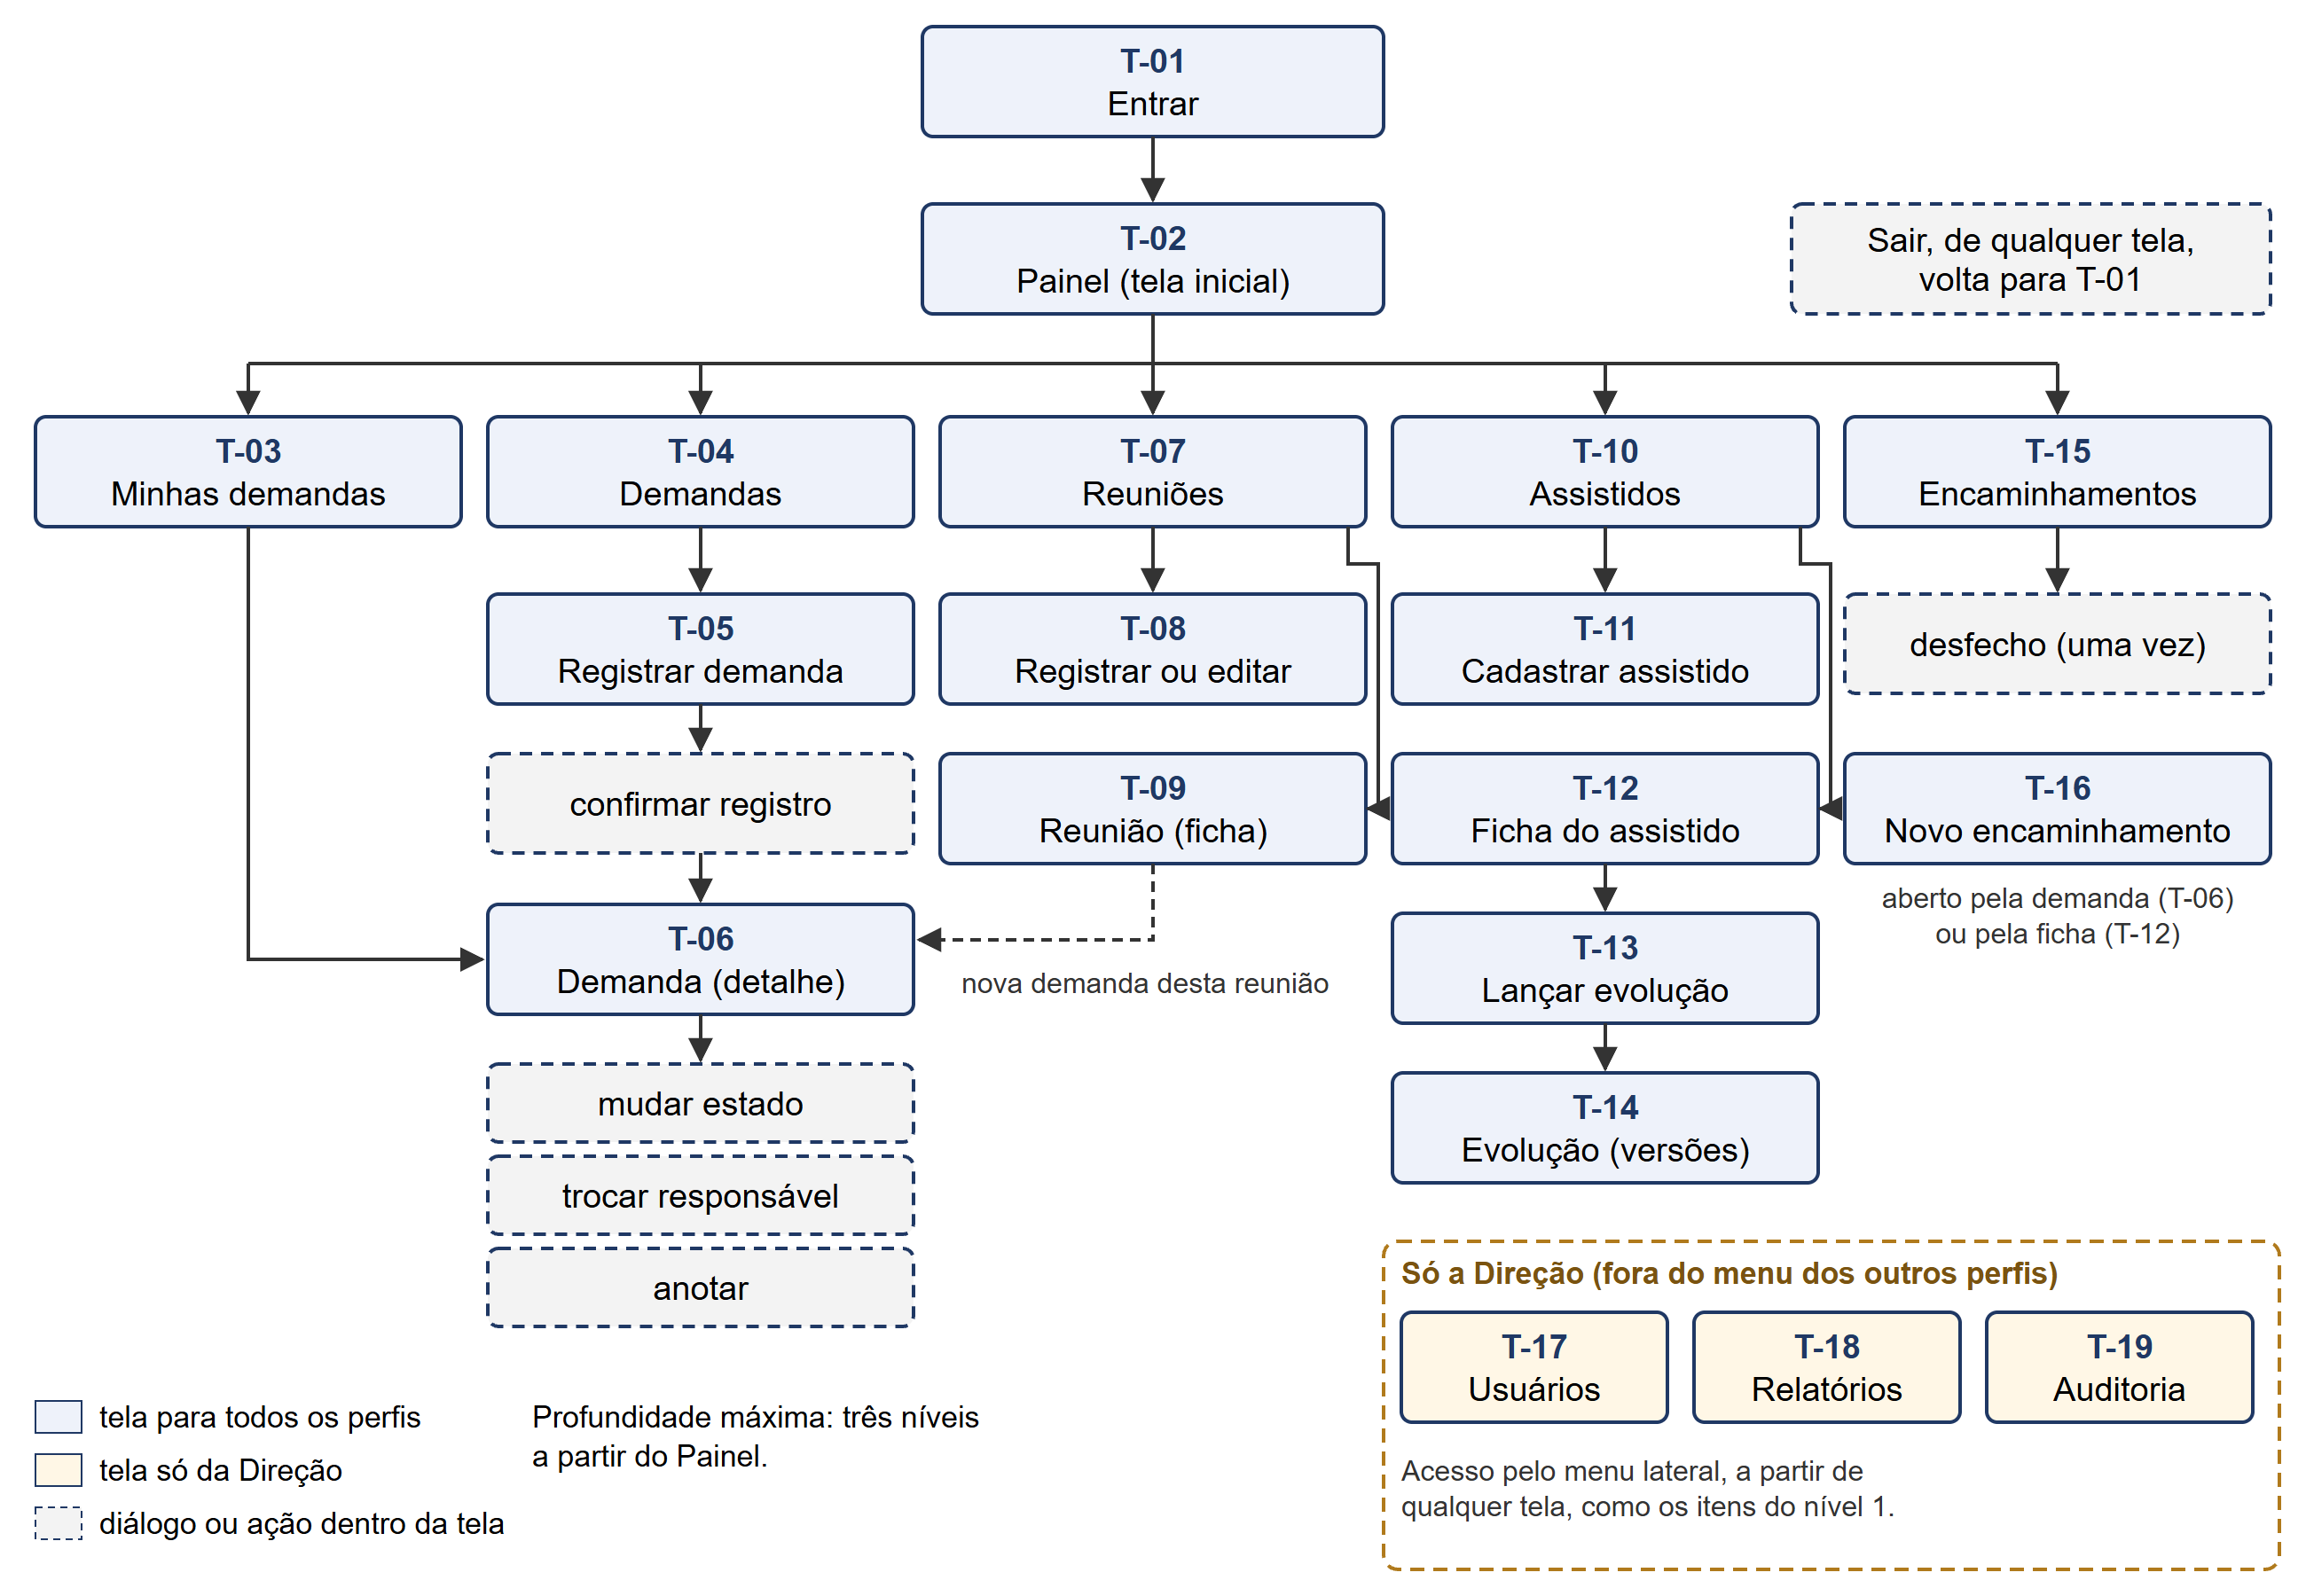 T-01
Entrar
T-02
Painel (tela inicial)
Sair, de qualquer tela,
volta para T-01
T-03
Minhas demandas
T-04
Demandas
T-07
Reuniões
T-10
Assistidos
T-15
Encaminhamentos
T-05
Registrar demanda
T-08
Registrar ou editar
T-11
Cadastrar assistido
desfecho (uma vez)
confirmar registro
T-09
Reunião (ficha)
T-12
Ficha do assistido
T-16
Novo encaminhamento
aberto pela demanda (T-06)
ou pela ficha (T-12)
T-06
Demanda (detalhe)
nova demanda desta reunião
T-13
Lançar evolução
mudar estado
T-14
Evolução (versões)
trocar responsável
anotar
Só a Direção (fora do menu dos outros perfis)
T-17
Usuários
T-18
Relatórios
T-19
Auditoria
Acesso pelo menu lateral, a partir de
qualquer tela, como os itens do nível 1.
tela para todos os perfis
tela só da Direção
diálogo ou ação dentro da tela
Profundidade máxima: três níveis
a partir do Painel.